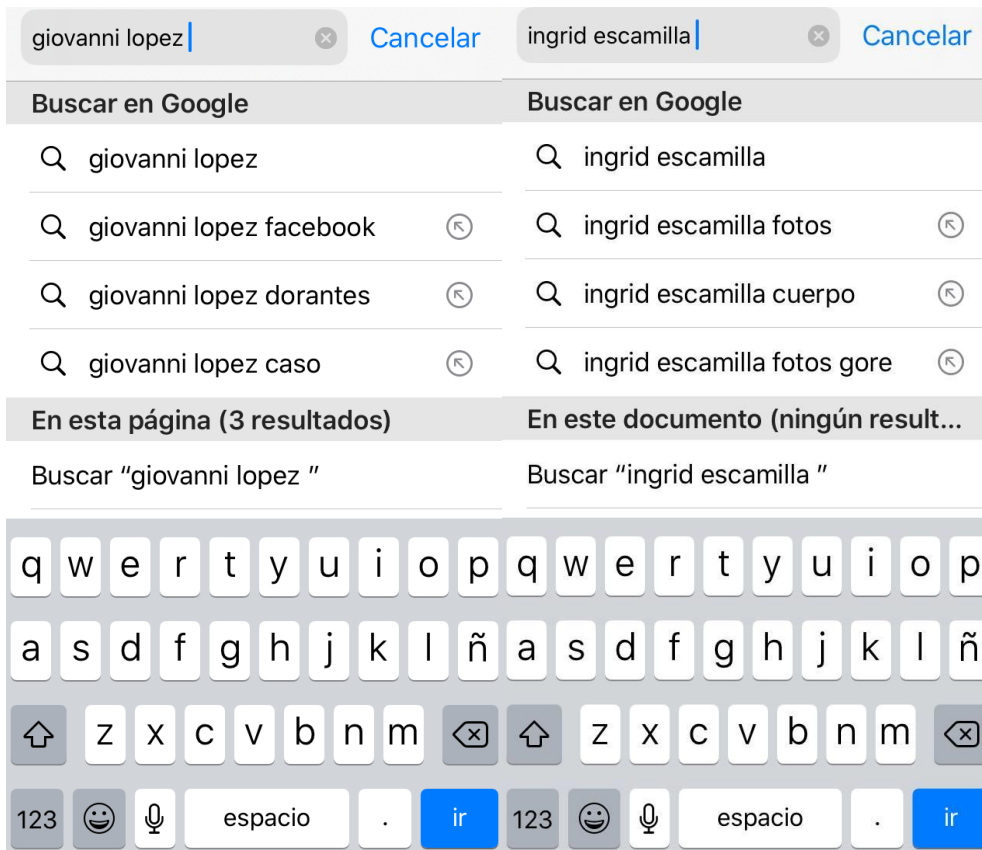 giovanni lopez
Cancelar
Buscar en Google
giovanni lopez
giovanni lopez facebook
giovanni lopez dorantes
giovanni lopez caso
En esta página (3 resultados)
Buscar “giovanni lopez ”
q w e r t y u i o p
a s d f g h j k l ñ
z x c v b n m
123 espacio . ir
ingrid escamilla
Cancelar
Buscar en Google
ingrid escamilla
ingrid escamilla fotos
ingrid escamilla cuerpo
ingrid escamilla fotos gore
En este documento (ningún result...
Buscar “ingrid escamilla ”
q w e r t y u i o p
a s d f g h j k l ñ
z x c v b n m
123 espacio . ir